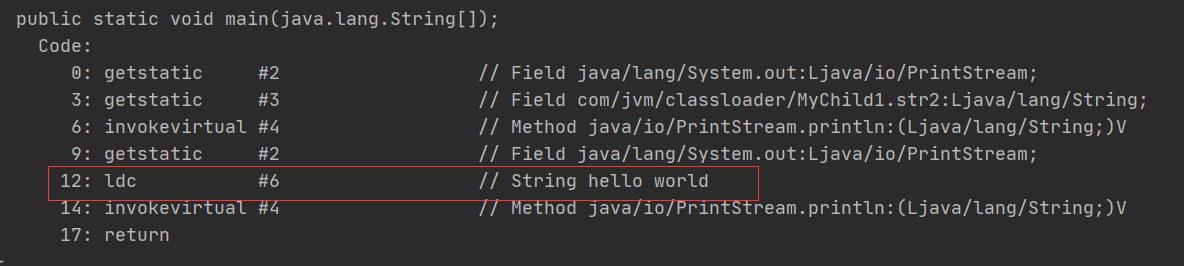 public static void main(java.lang.String[]);
Code:
0: getstatic #2 // Field java/lang/System.out:Ljava/io/PrintStream;
3: getstatic #3 // Field com/jvm/classloader/MyChild1.str2:Ljava/lang/String;
6: invokevirtual #4 // Method java/io/PrintStream.println:(Ljava/lang/String;)V
9: getstatic #2 // Field java/lang/System.out:Ljava/io/PrintStream;
12: ldc #6 // String hello world
14: invokevirtual #4 // Method java/io/PrintStream.println:(Ljava/lang/String;)V
17: return